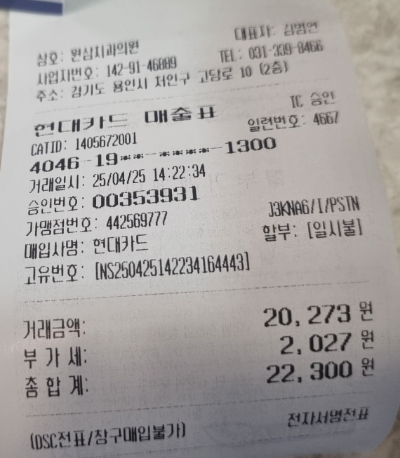 상호: 원삼치과의원 대표자: 김명연
사업자번호: 142-91-46889 TEL: 031-339-8466
주소: 경기도 용인시 처인구 고당로 10 (2층)
현대카드 매출표 IC 승인
CATID: 1405672001 일련번호: 4667
4046-19**-****-1300
거래일시: 25/04/25 14:22:34
승인번호: 00353931
가맹점번호: 442569777 J3KNA6/I/PSTN
매입사명: 현대카드 할부: [일시불]
고유번호: [NS250425142234164443]
거래금액: 20,273 원
부 가 세: 2,027 원
총 합 계: 22,300 원
전자서명전표
(DSC전표/창구매입불가)